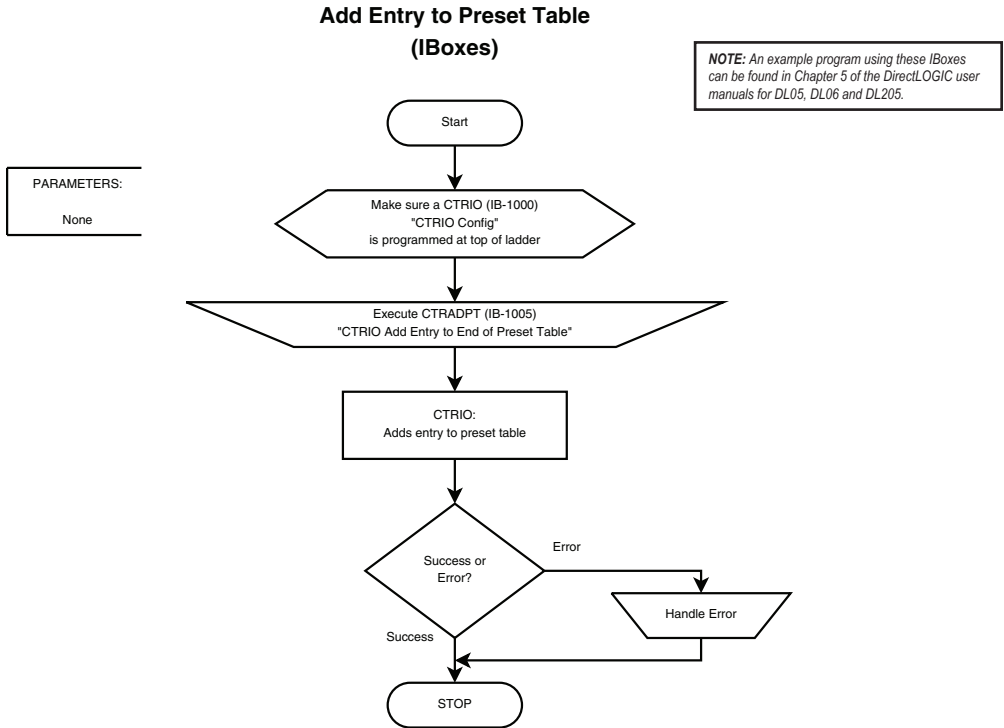 Add Entry to Preset Table
(IBoxes)
NOTE: An example program using these IBoxes
can be found in Chapter 5 of the DirectLOGIC user
manuals for DL05, DL06 and DL205.
Start
PARAMETERS:
None
Make sure a CTRIO (IB-1000)
"CTRIO Config"
is programmed at top of ladder
Execute CTRADPT (IB-1005)
"CTRIO Add Entry to End of Preset Table"
CTRIO:
Adds entry to preset table
Success or
Error?
Error
Handle Error
Success
STOP